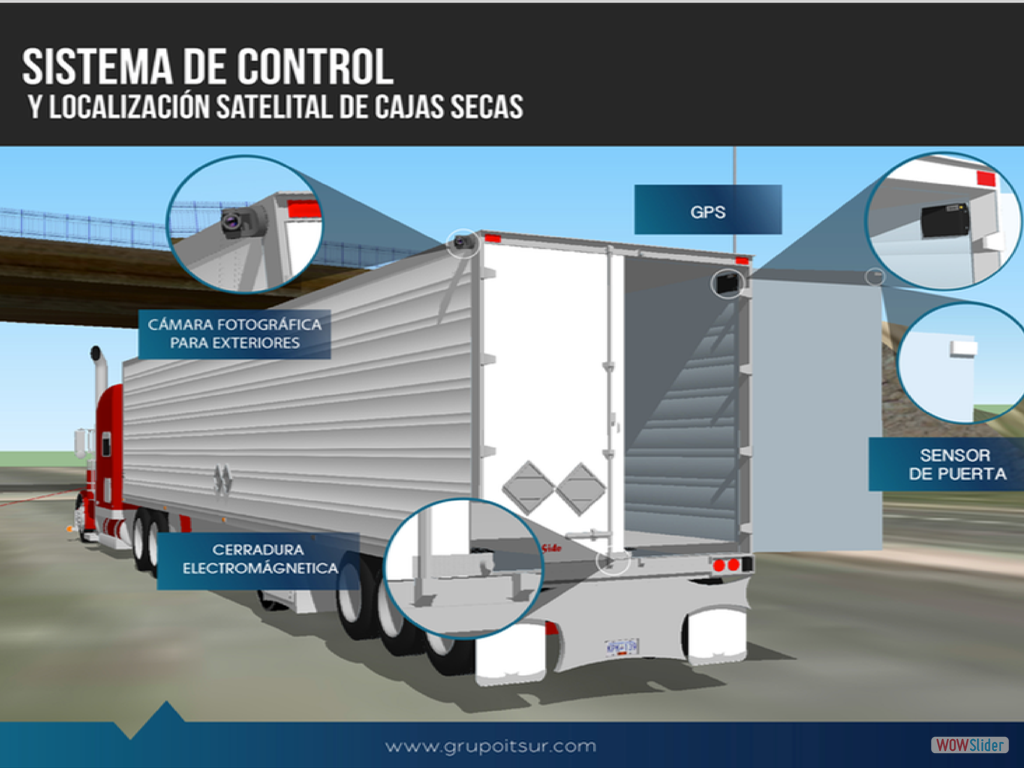 SISTEMA DE CONTROL
Y LOCALIZACIÓN SATELITAL DE CAJAS SECAS
GPS
CÁMARA FOTOGRÁFICA
PARA EXTERIORES
SENSOR
DE PUERTA
CERRADURA
ELECTROMÁGNETICA
www.grupoitsur.com
WOWSlider